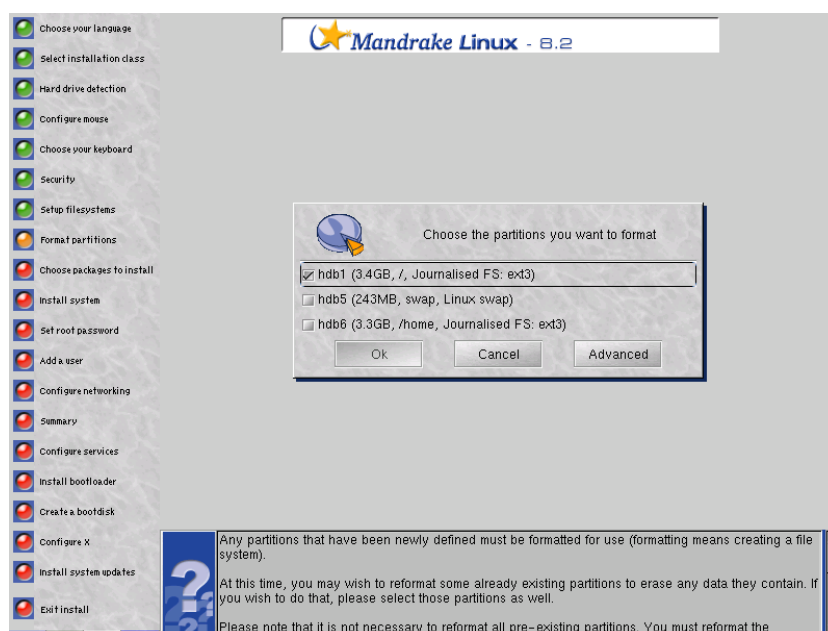 Choose your language
Select installation class
Hard drive detection
Configure mouse
Choose your keyboard
Security
Setup filesystems
Format partitions
Choose packages to install
Install system
Set root password
Add a user
Configure networking
Summary
Configure services
Install bootloader
Create a bootdisk
Configure X
Install system updates
Exit install
Mandrake Linux - 8.2
Choose the partitions you want to format
hdb1 (3.4GB, /, Journalised FS: ext3)
hdb5 (243MB, swap, Linux swap)
hdb6 (3.3GB, /home, Journalised FS: ext3)
Ok Cancel Advanced
Any partitions that have been newly defined must be formatted for use (formatting means creating a file
system).
At this time, you may wish to reformat some already existing partitions to erase any data they contain. If
you wish to do that, please select those partitions as well.
Please note that it is not necessary to reformat all pre-existing partitions. You must reformat the